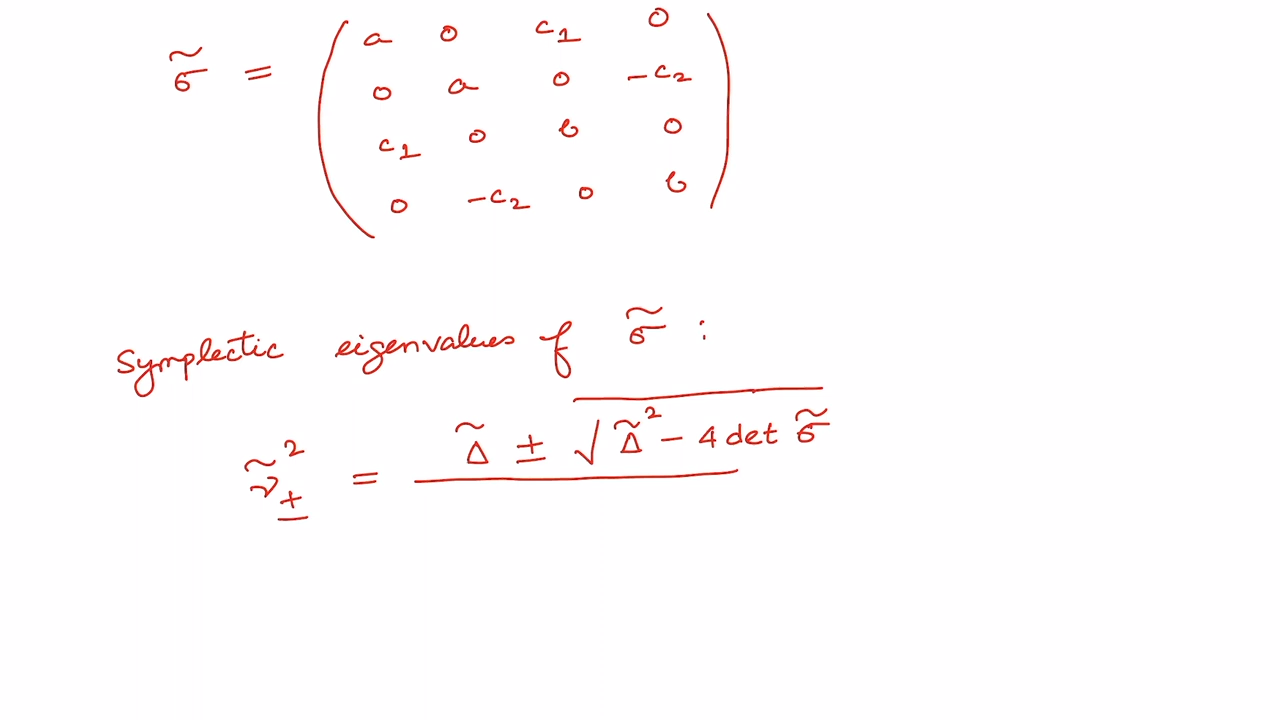 σ̃ = ( a 0 c₁ 0
0 a 0 -c₂
c₁ 0 b 0
0 -c₂ 0 b )
Symplectic eigenvalues of σ̃ :
ν̃±² = Δ̃ ± √(Δ̃² - 4 det σ̃)